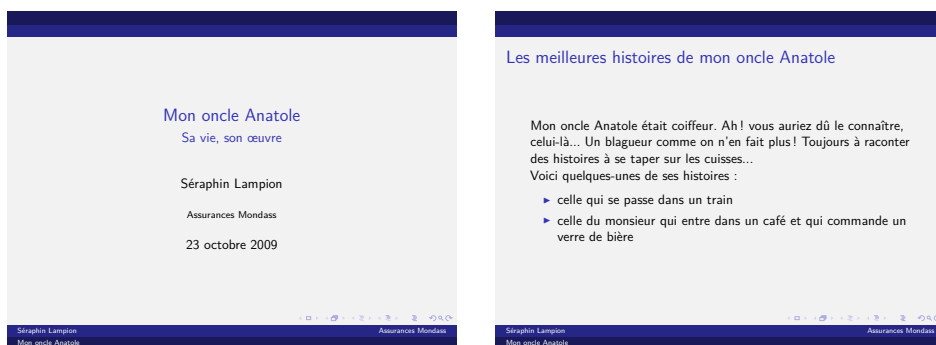 Mon oncle Anatole
Sa vie, son œuvre
Séraphin Lampion
Assurances Mondass
23 octobre 2009
Séraphin Lampion Assurances Mondass
Mon oncle Anatole
Les meilleures histoires de mon oncle Anatole
Mon oncle Anatole était coiffeur. Ah ! vous auriez dû le connaître,
celui-là... Un blagueur comme on n'en fait plus ! Toujours à raconter
des histoires à se taper sur les cuisses...
Voici quelques-unes de ses histoires :
celle qui se passe dans un train
celle du monsieur qui entre dans un café et qui commande un
verre de bière
Séraphin Lampion Assurances Mondass
Mon oncle Anatole